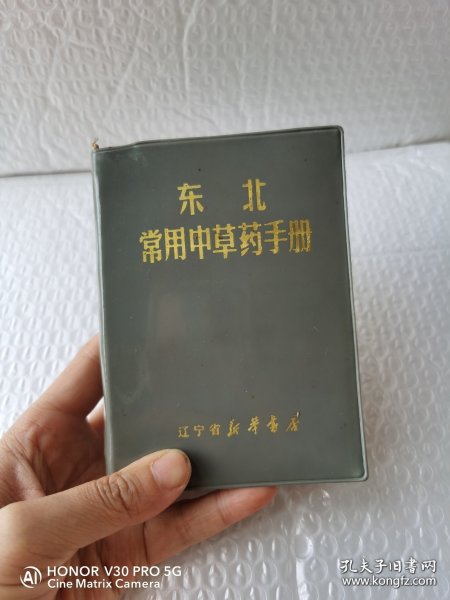 东 北
常用中草药手册
辽宁省新华书店
HONOR V30 PRO 5G
Cine Matrix Camera
AI
孔夫子旧书网
www.kongfz.com